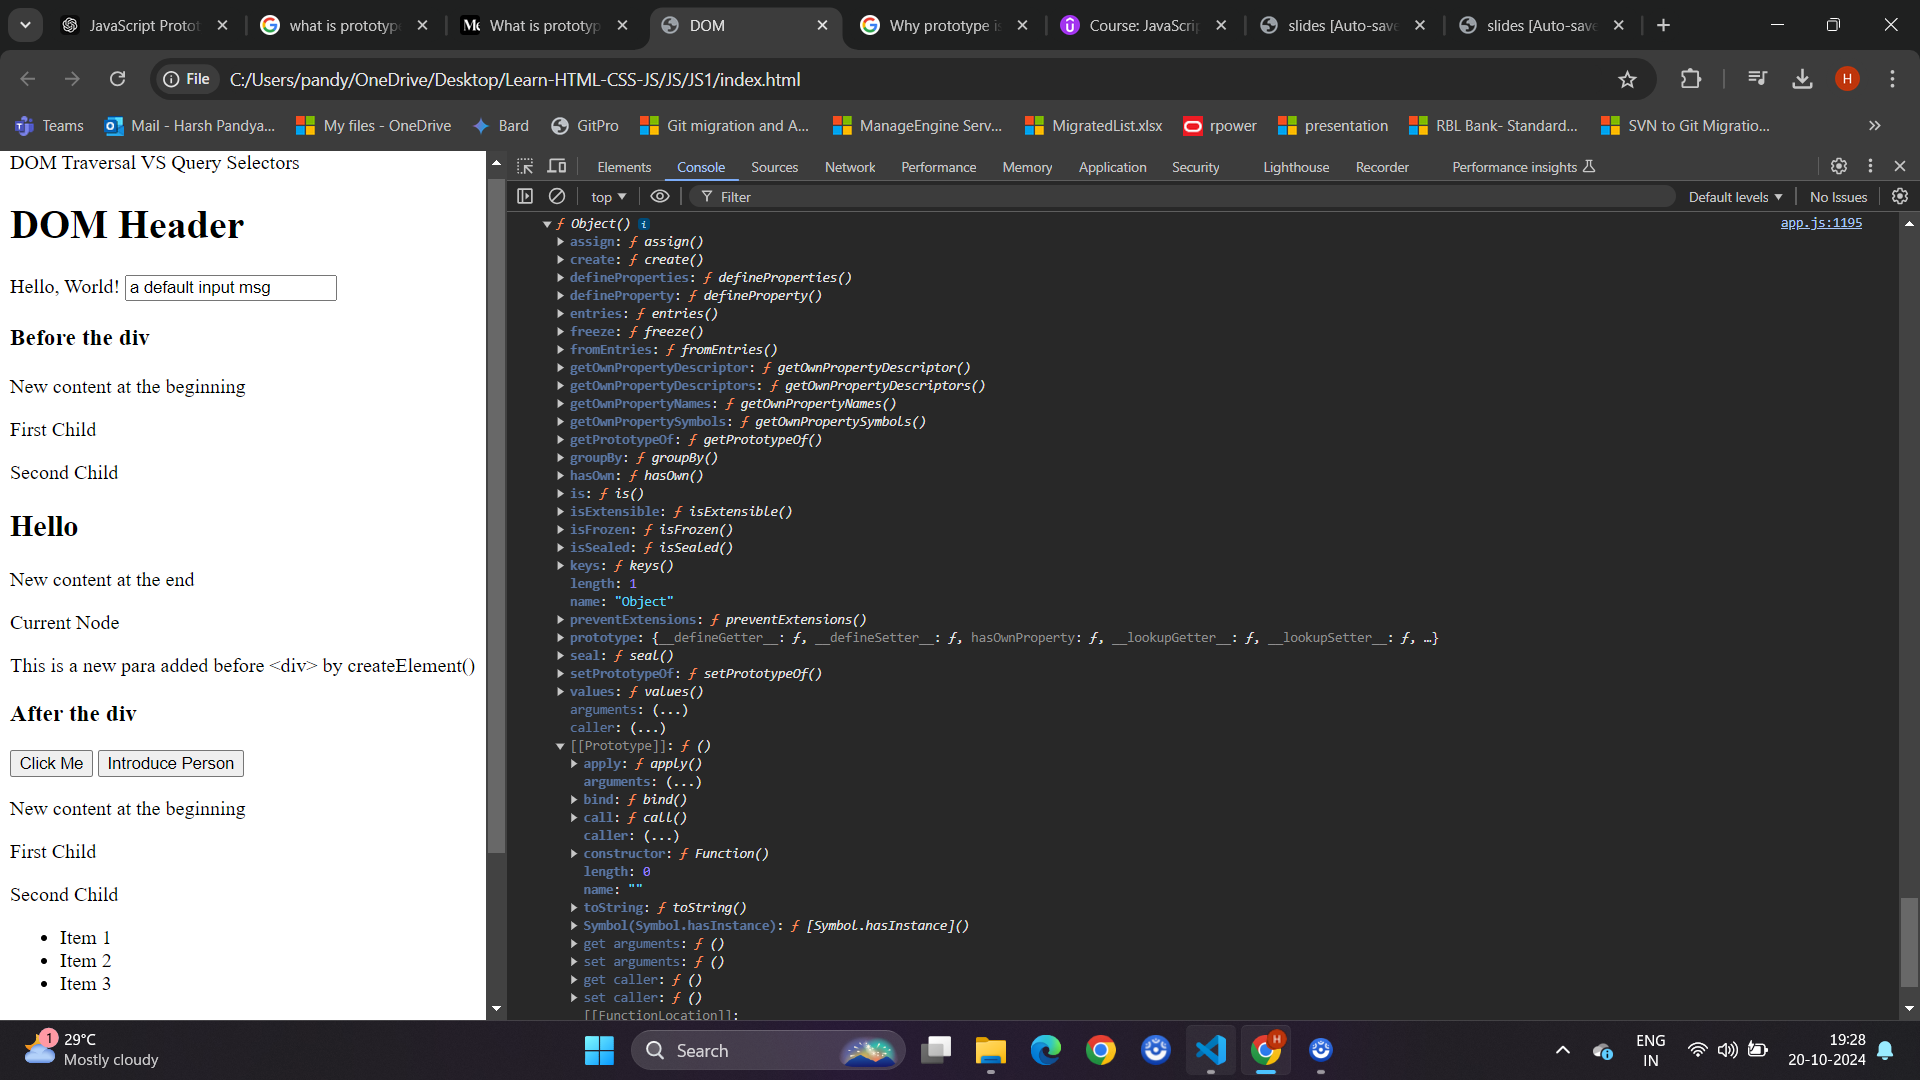 JavaScript Protot
what is prototype
What is prototyp
DOM
Why prototype is
Course: JavaScrip
slides [Auto-save
slides [Auto-save
File
C:/Users/pandy/OneDrive/Desktop/Learn-HTML-CSS-JS/JS/JS1/index.html
H
Teams
Mail - Harsh Pandya...
My files - OneDrive
Bard
GitPro
Git migration and A...
ManageEngine Serv...
MigratedList.xlsx
rpower
presentation
RBL Bank- Standard...
SVN to Git Migratio...
DOM Traversal VS Query Selectors
DOM Header
Hello, World! a default input msg
Before the div
New content at the beginning
First Child
Second Child
Hello
New content at the end
Current Node
This is a new para added before <div> by createElement()
After the div
Click Me Introduce Person
New content at the beginning
First Child
Second Child
• Item 1
• Item 2
• Item 3
Elements Console Sources Network Performance Memory Application Security Lighthouse Recorder Performance insights
top Filter Default levels No Issues
ƒ Object() i app.js:1195
assign: ƒ assign()
create: ƒ create()
defineProperties: ƒ defineProperties()
defineProperty: ƒ defineProperty()
entries: ƒ entries()
freeze: ƒ freeze()
fromEntries: ƒ fromEntries()
getOwnPropertyDescriptor: ƒ getOwnPropertyDescriptor()
getOwnPropertyDescriptors: ƒ getOwnPropertyDescriptors()
getOwnPropertyNames: ƒ getOwnPropertyNames()
getOwnPropertySymbols: ƒ getOwnPropertySymbols()
getPrototypeOf: ƒ getPrototypeOf()
groupBy: ƒ groupBy()
hasOwn: ƒ hasOwn()
is: ƒ is()
isExtensible: ƒ isExtensible()
isFrozen: ƒ isFrozen()
isSealed: ƒ isSealed()
keys: ƒ keys()
length: 1
name: "Object"
preventExtensions: ƒ preventExtensions()
prototype: {__defineGetter__: ƒ, __defineSetter__: ƒ, hasOwnProperty: ƒ, __lookupGetter__: ƒ, __lookupSetter__: ƒ, …}
seal: ƒ seal()
setPrototypeOf: ƒ setPrototypeOf()
values: ƒ values()
arguments: (...)
caller: (...)
[[Prototype]]: ƒ ()
apply: ƒ apply()
arguments: (...)
bind: ƒ bind()
call: ƒ call()
caller: (...)
constructor: ƒ Function()
length: 0
name: ""
toString: ƒ toString()
Symbol(Symbol.hasInstance): ƒ [Symbol.hasInstance]()
get arguments: ƒ ()
set arguments: ƒ ()
get caller: ƒ ()
set caller: ƒ ()
[[FunctionLocation]]:
1
29°C
Mostly cloudy
Search
H
ENG
IN
19:28
20-10-2024